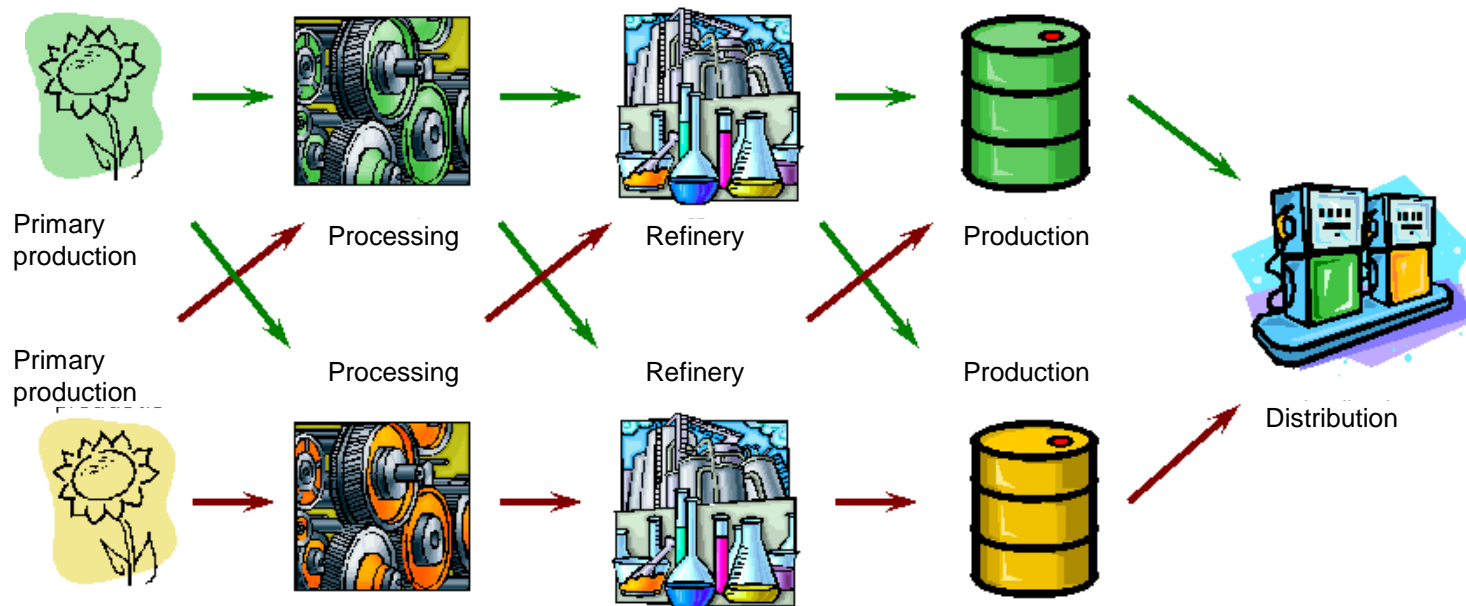 Primary
production
Processing
Refinery
Production
Primary
production
Processing
Refinery
Production
Distribution